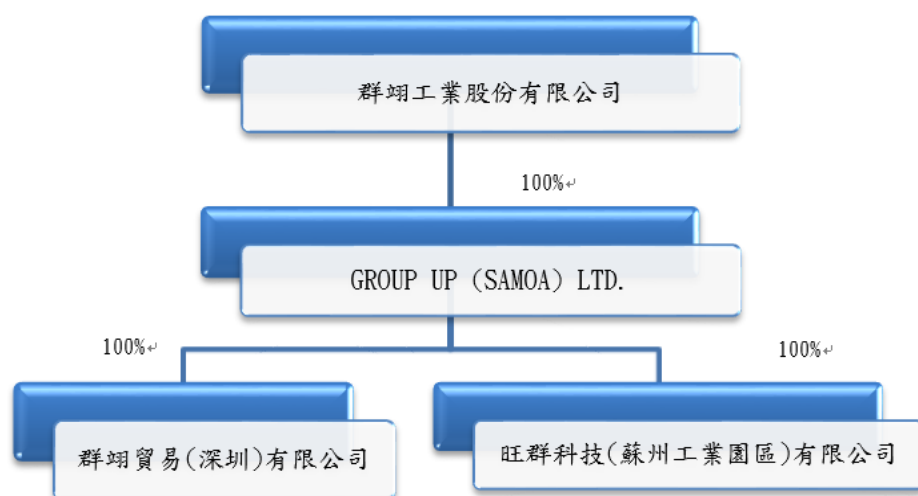 群翊工業股份有限公司
100%↵
GROUP UP (SAMOA) LTD.
100%↵
100%↵
群翊貿易(深圳)有限公司
旺群科技(蘇州工業園區)有限公司